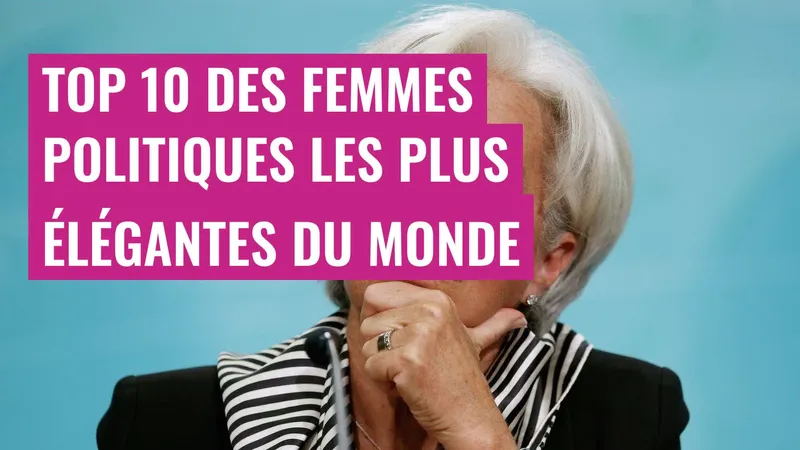 TOP 10 DES FEMMES
POLITIQUES LES PLUS
ÉLÉGANTES DU MONDE